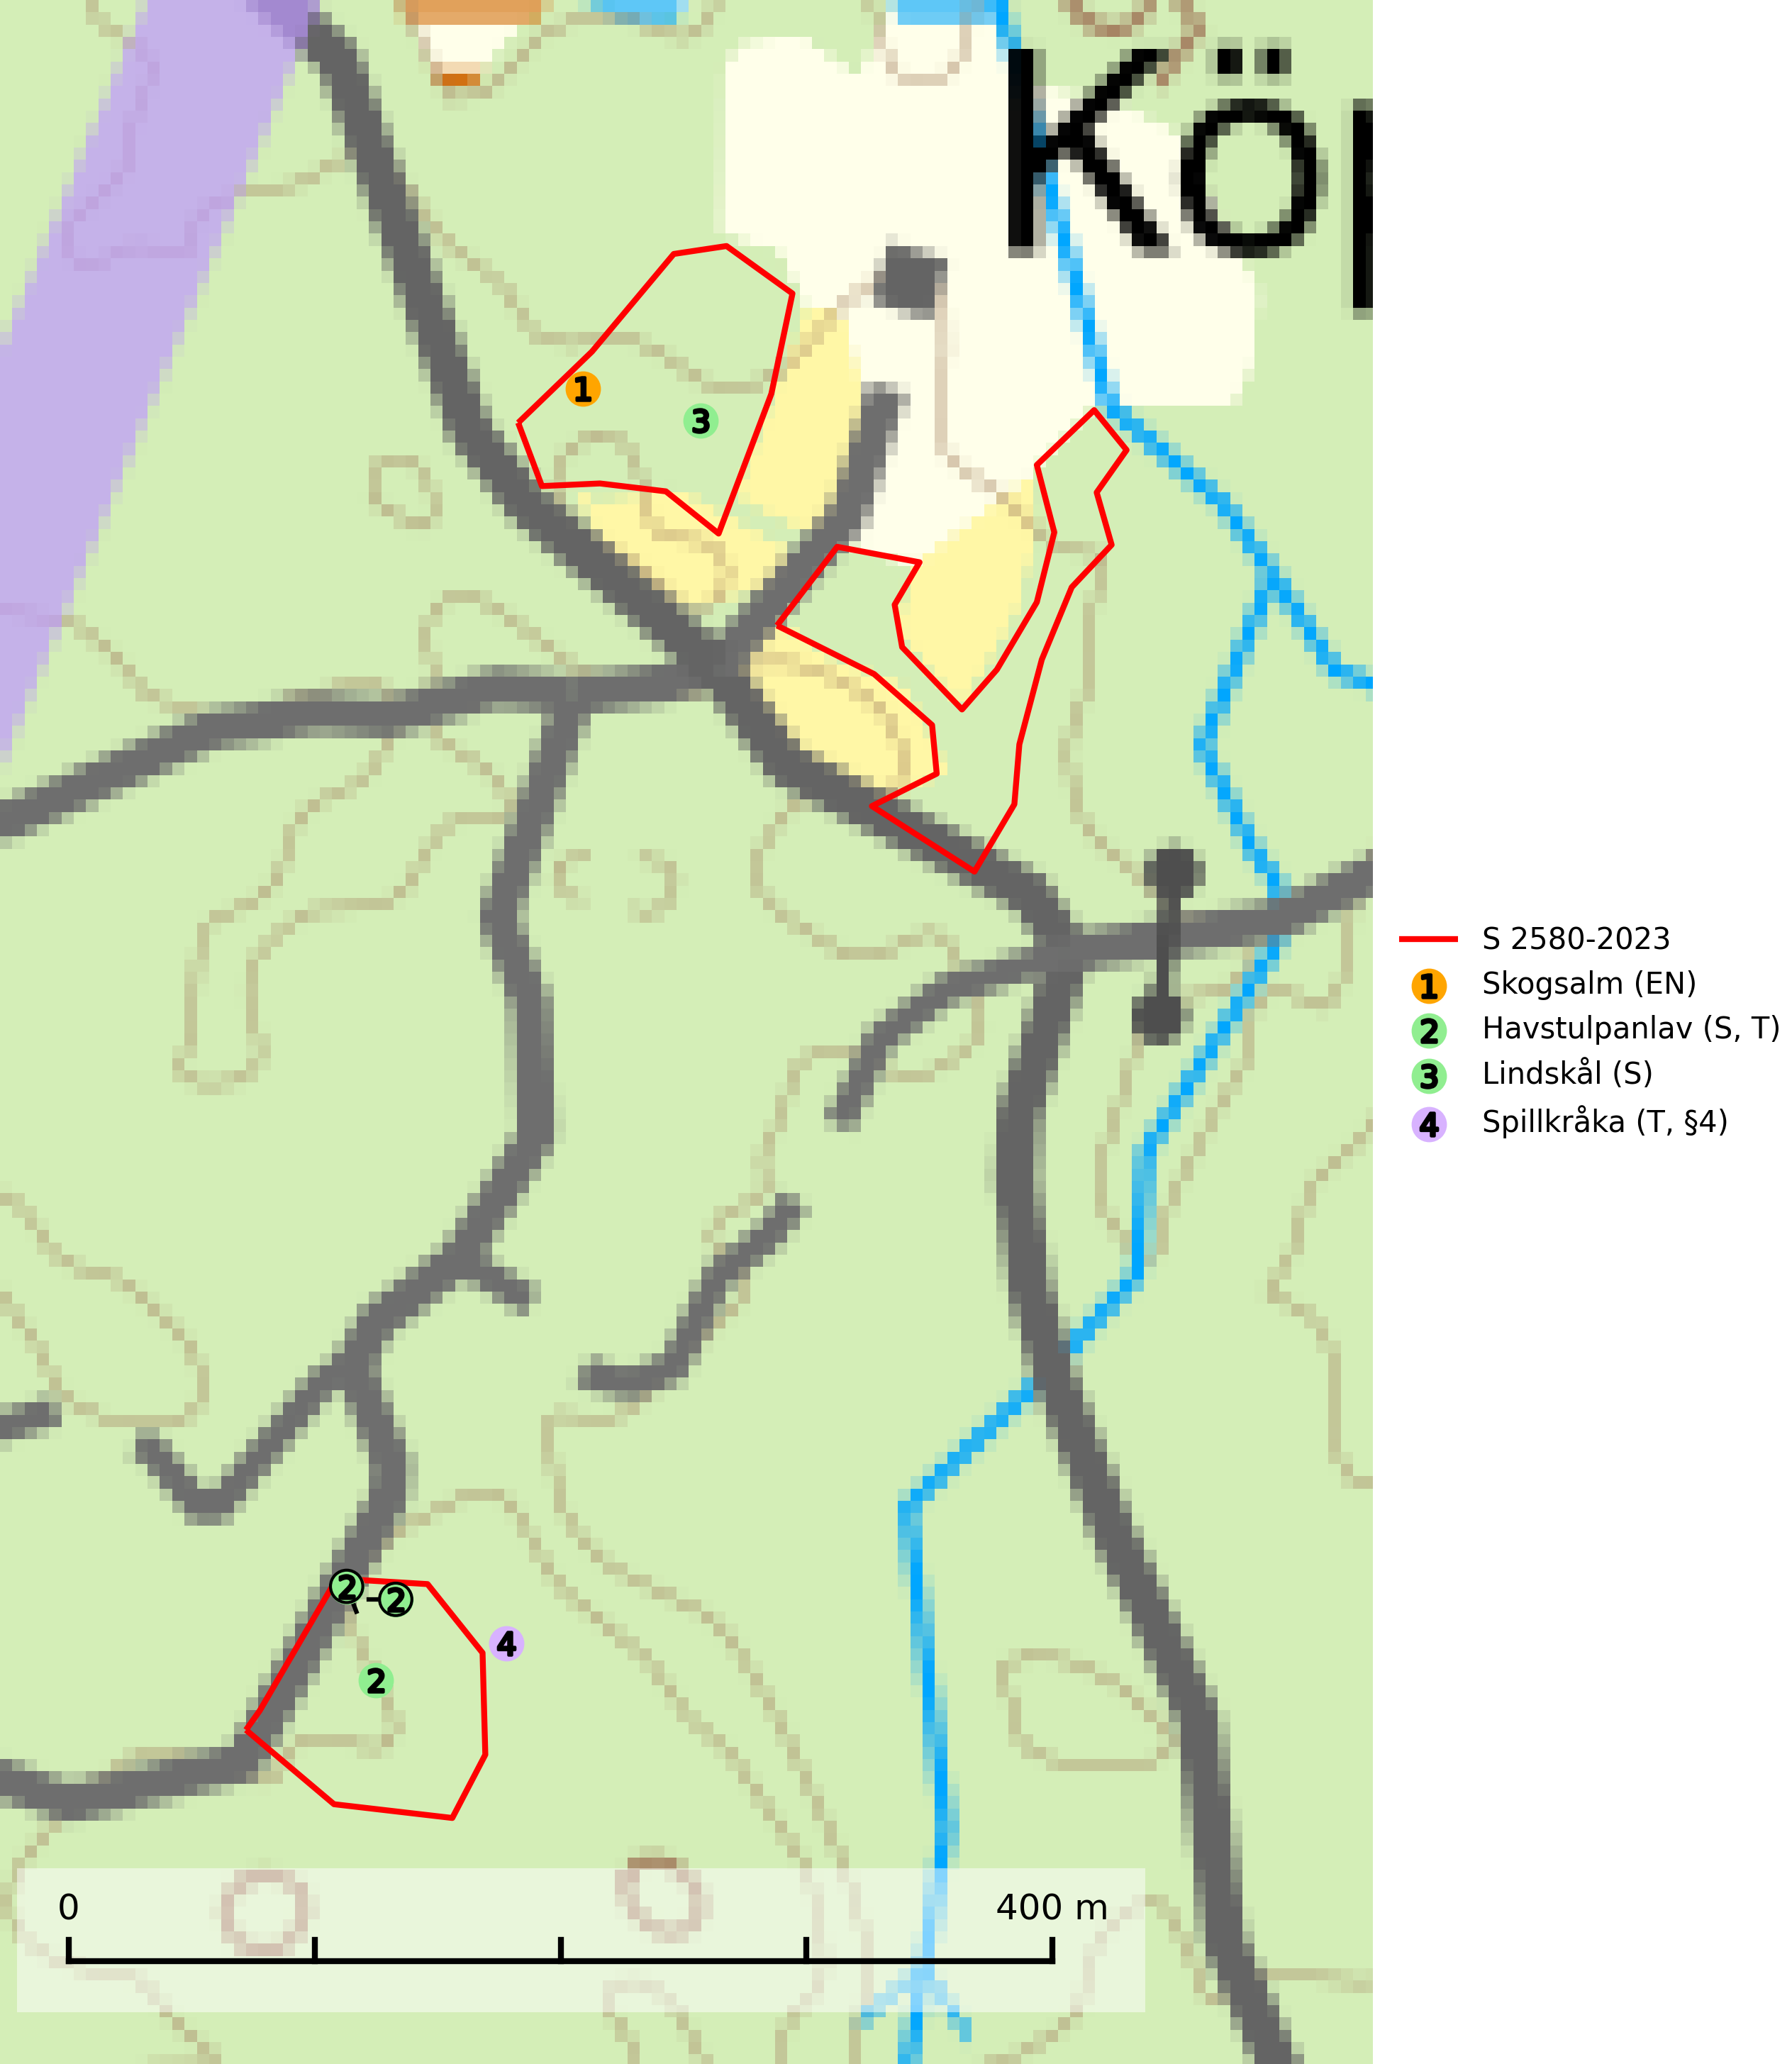 Köp
1
3
2
2
4
2
0
400 m
S 2580-2023
1 Skogsalm (EN)
2 Havstulpanlav (S, T)
3 Lindskål (S)
4 Spillkråka (T, §4)